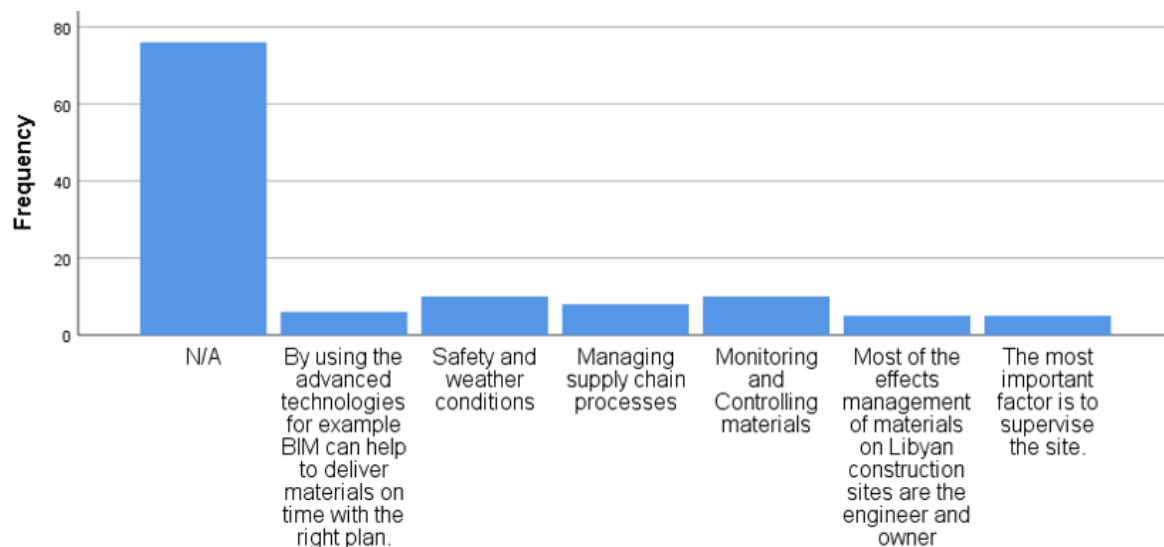 80
60
40
20
0
Frequency
N/A
By using the
advanced
technologies
for example
BIM can help
to deliver
materials on
time with the
right plan.
Safety and
weather
conditions
Managing
supply chain
processes
Monitoring
and
Controlling
materials
Most of the
effects
management
of materials
on Libyan
construction
sites are the
engineer and
owner
The most
important
factor is to
supervise
the site.